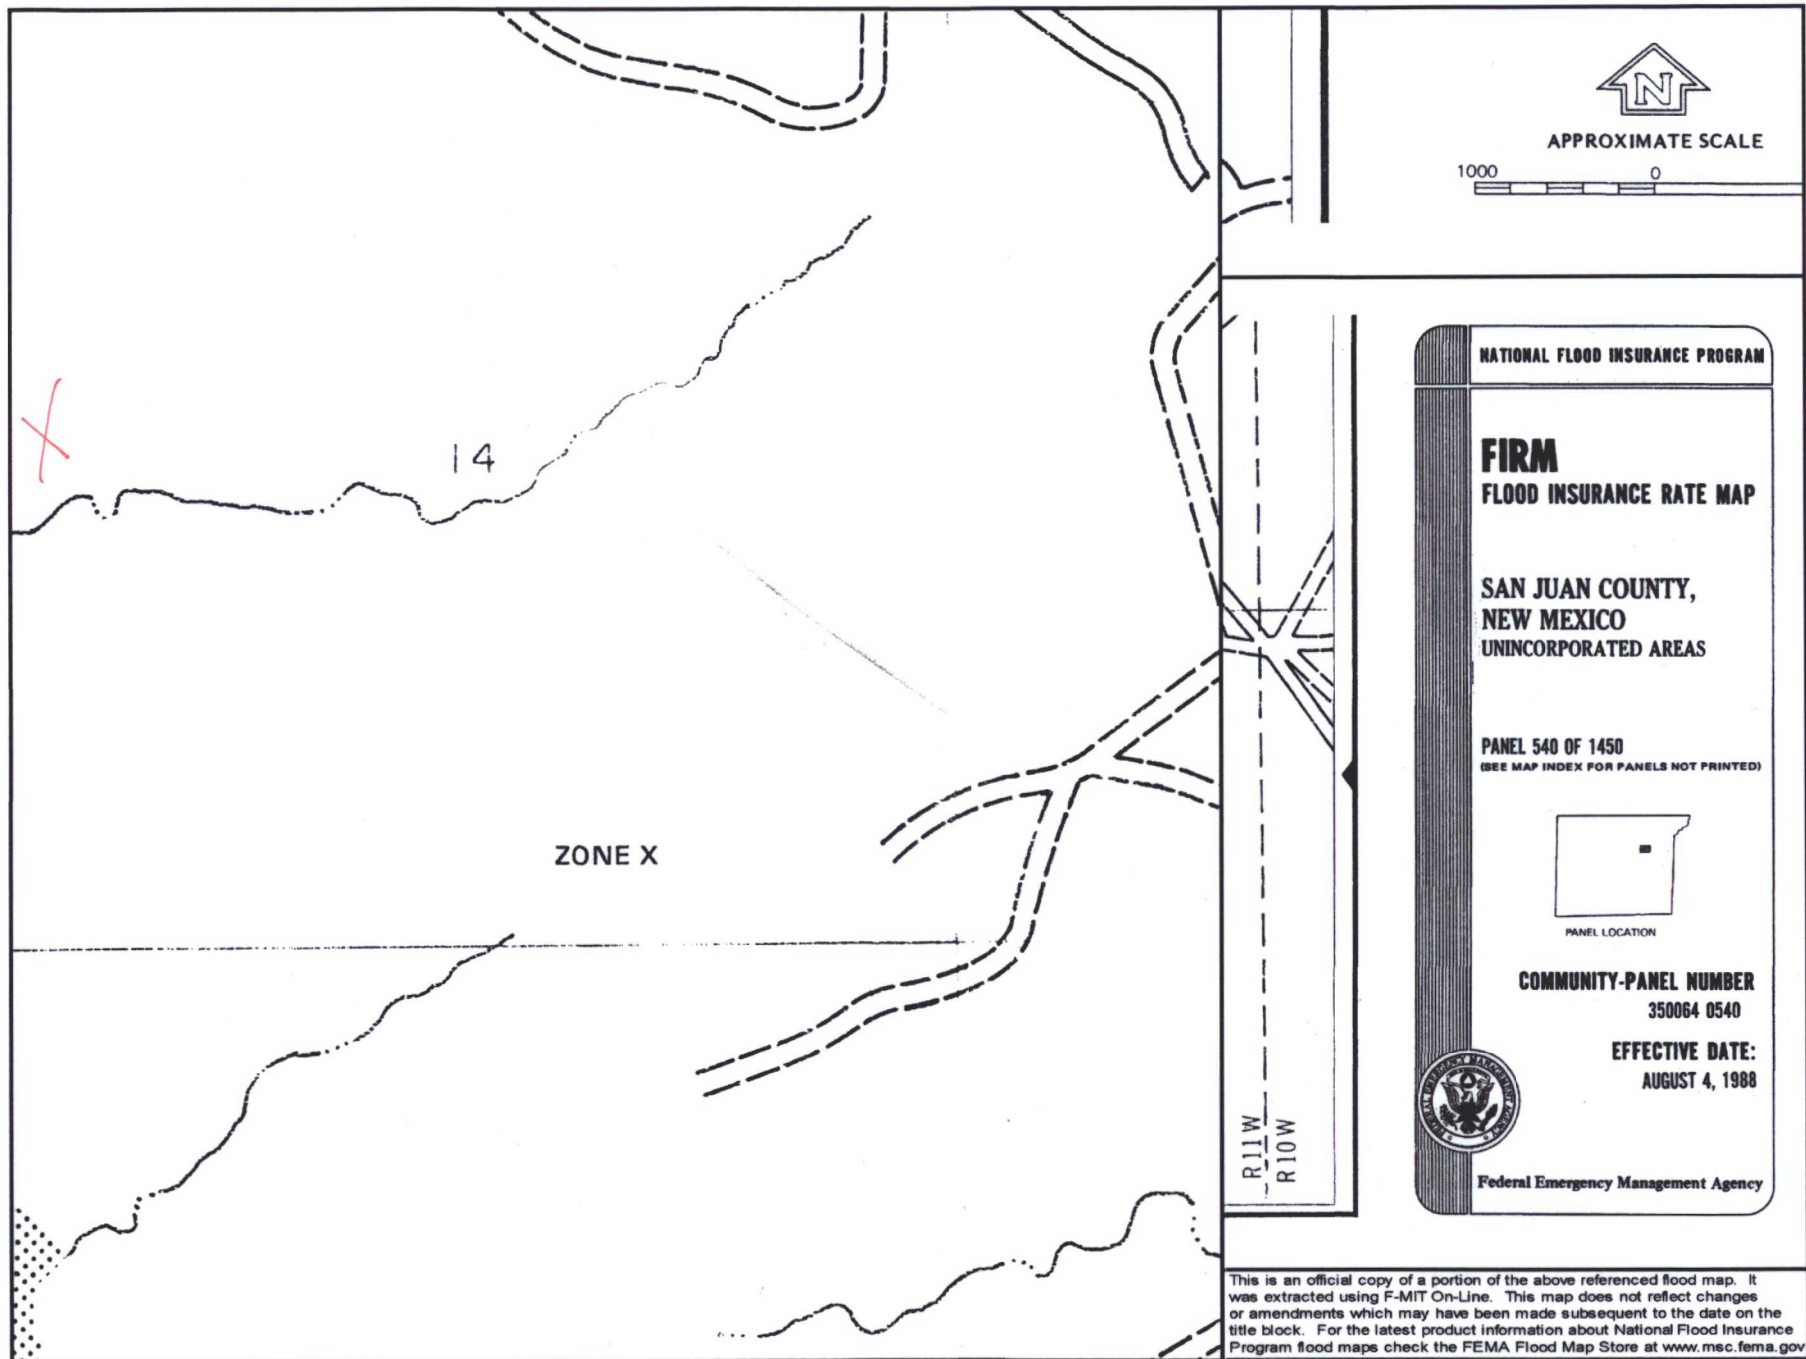 N
APPROXIMATE SCALE
1000 0
X
14
ZONE X
R11W
R10W
NATIONAL FLOOD INSURANCE PROGRAM
FIRM
FLOOD INSURANCE RATE MAP
SAN JUAN COUNTY,
NEW MEXICO
UNINCORPORATED AREAS
PANEL 540 OF 1450
(SEE MAP INDEX FOR PANELS NOT PRINTED)
PANEL LOCATION
COMMUNITY-PANEL NUMBER
350064 0540
EFFECTIVE DATE:
AUGUST 4, 1988
FEDERAL EMERGENCY MANAGEMENT AGENCY
Federal Emergency Management Agency
This is an official copy of a portion of the above referenced flood map. It
was extracted using F-MIT On-Line. This map does not reflect changes
or amendments which may have been made subsequent to the date on the
title block. For the latest product information about National Flood Insurance
Program flood maps check the FEMA Flood Map Store at www.msc.fema.gov